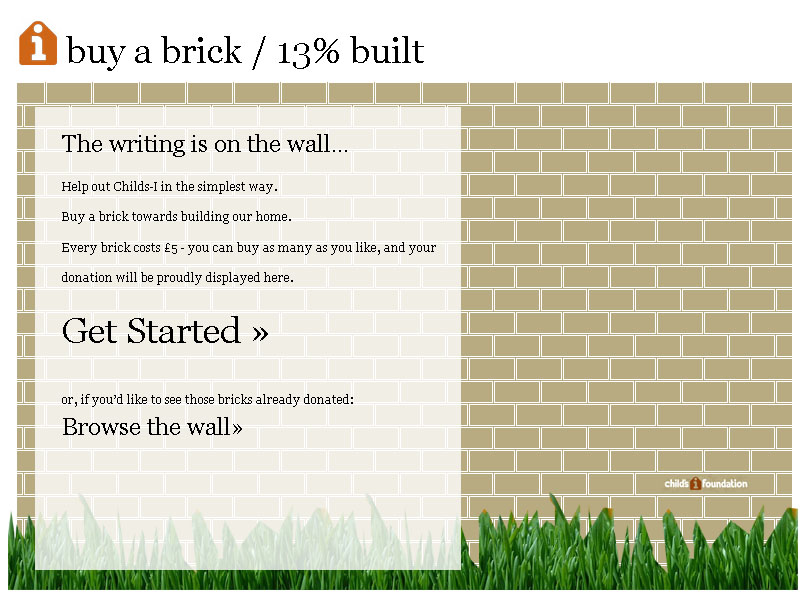 i buy a brick / 13% built
The writing is on the wall...
Help out Childs-I in the simplest way.
Buy a brick towards building our home.
Every brick costs £5 - you can buy as many as you like, and your
donation will be proudly displayed here.
Get Started »
or, if you'd like to see those bricks already donated:
Browse the wall»
child's i foundation